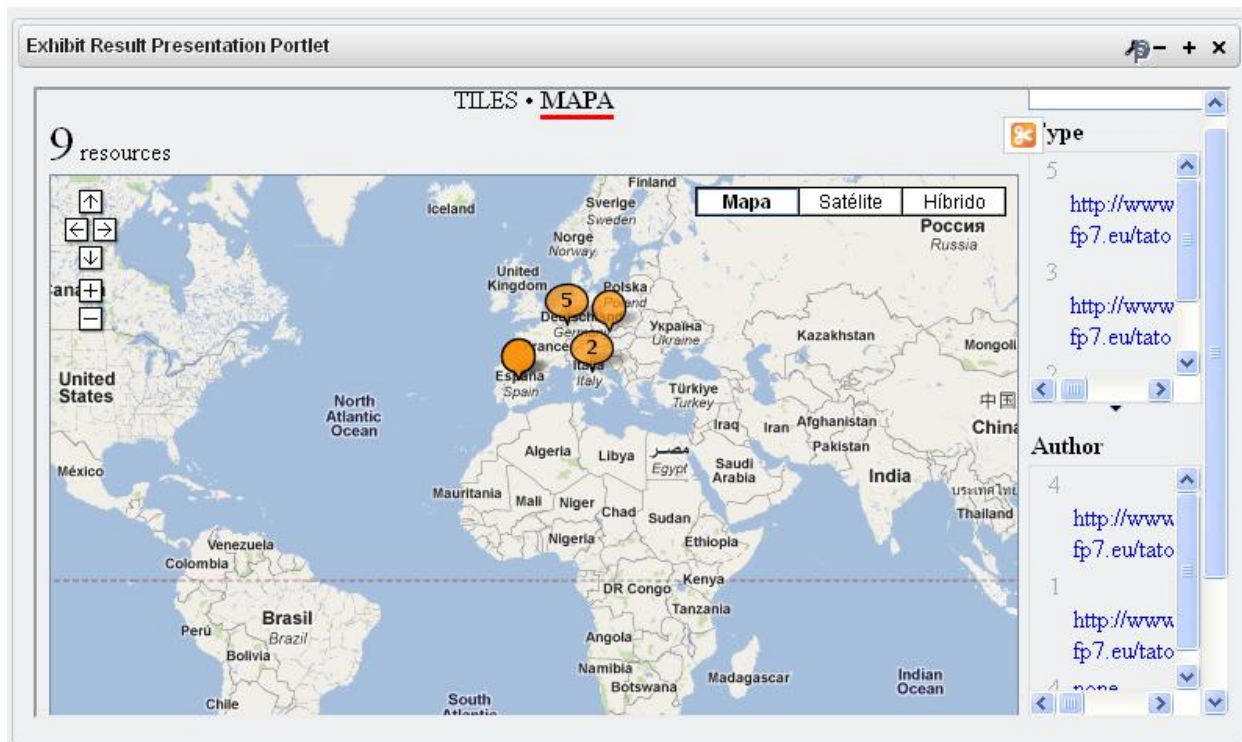 Exhibit Result Presentation Portlet
TILES • MAPA
9 resources
Mapa
Satélite
Híbrido
Finland
Iceland
Sverige
Sweden
Россия
Russia
Norge
Norway
United
Kingdom
Polska
5
Україна
Ukraine
Kazakhstan
2
España
Spain
Italy
United
States
North
Atlantic
Ocean
Türkiye
Turkey
中国
China
Iraq
Iran
Afghanistan
Pakistan
Algeria
Libya
مصر
Egypt
Saudi
Arabia
India
México
Mauritania
Mali
Niger
Chad
Sudan
Thailand
Nigeria
Ethiopia
Venezuela
Colombia
Kenya
DR Congo
Tanzania
Brasil
Brazil
Perú
Bolivia
Angola
Namibia
Botswana
Madagascar
Indian
Ocean
Chile
South
Type
5
http://www
fp7.eu/tato
3
http://www
fp7.eu/tato
Author
4
http://www
fp7.eu/tato
1
http://www
fp7.eu/tato
4 none